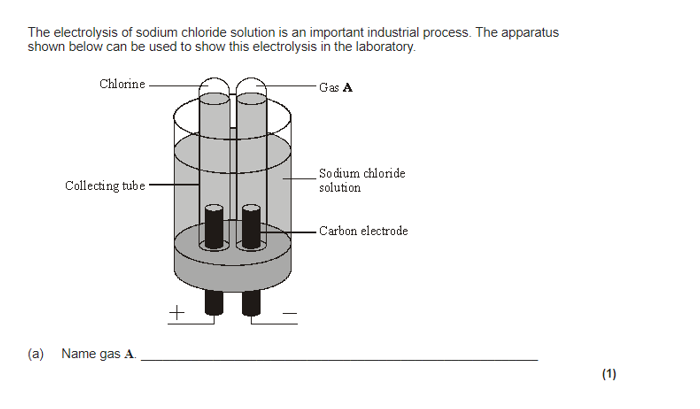 The electrolysis of sodium chloride solution is an important industrial process. The apparatus
shown below can be used to show this electrolysis in the laboratory.
Chlorine
Gas A
Sodium chloride
solution
Collecting tube
Carbon electrode
+ −
(a) Name gas A.
(1)